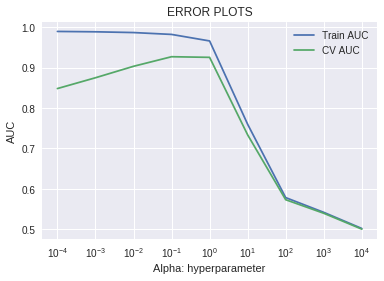 ERROR PLOTS
1.0
0.9
0.8
0.7
0.6
0.5
AUC
Train AUC
CV AUC
10⁻⁴ 10⁻³ 10⁻² 10⁻¹ 10⁰ 10¹ 10² 10³ 10⁴
Alpha: hyperparameter